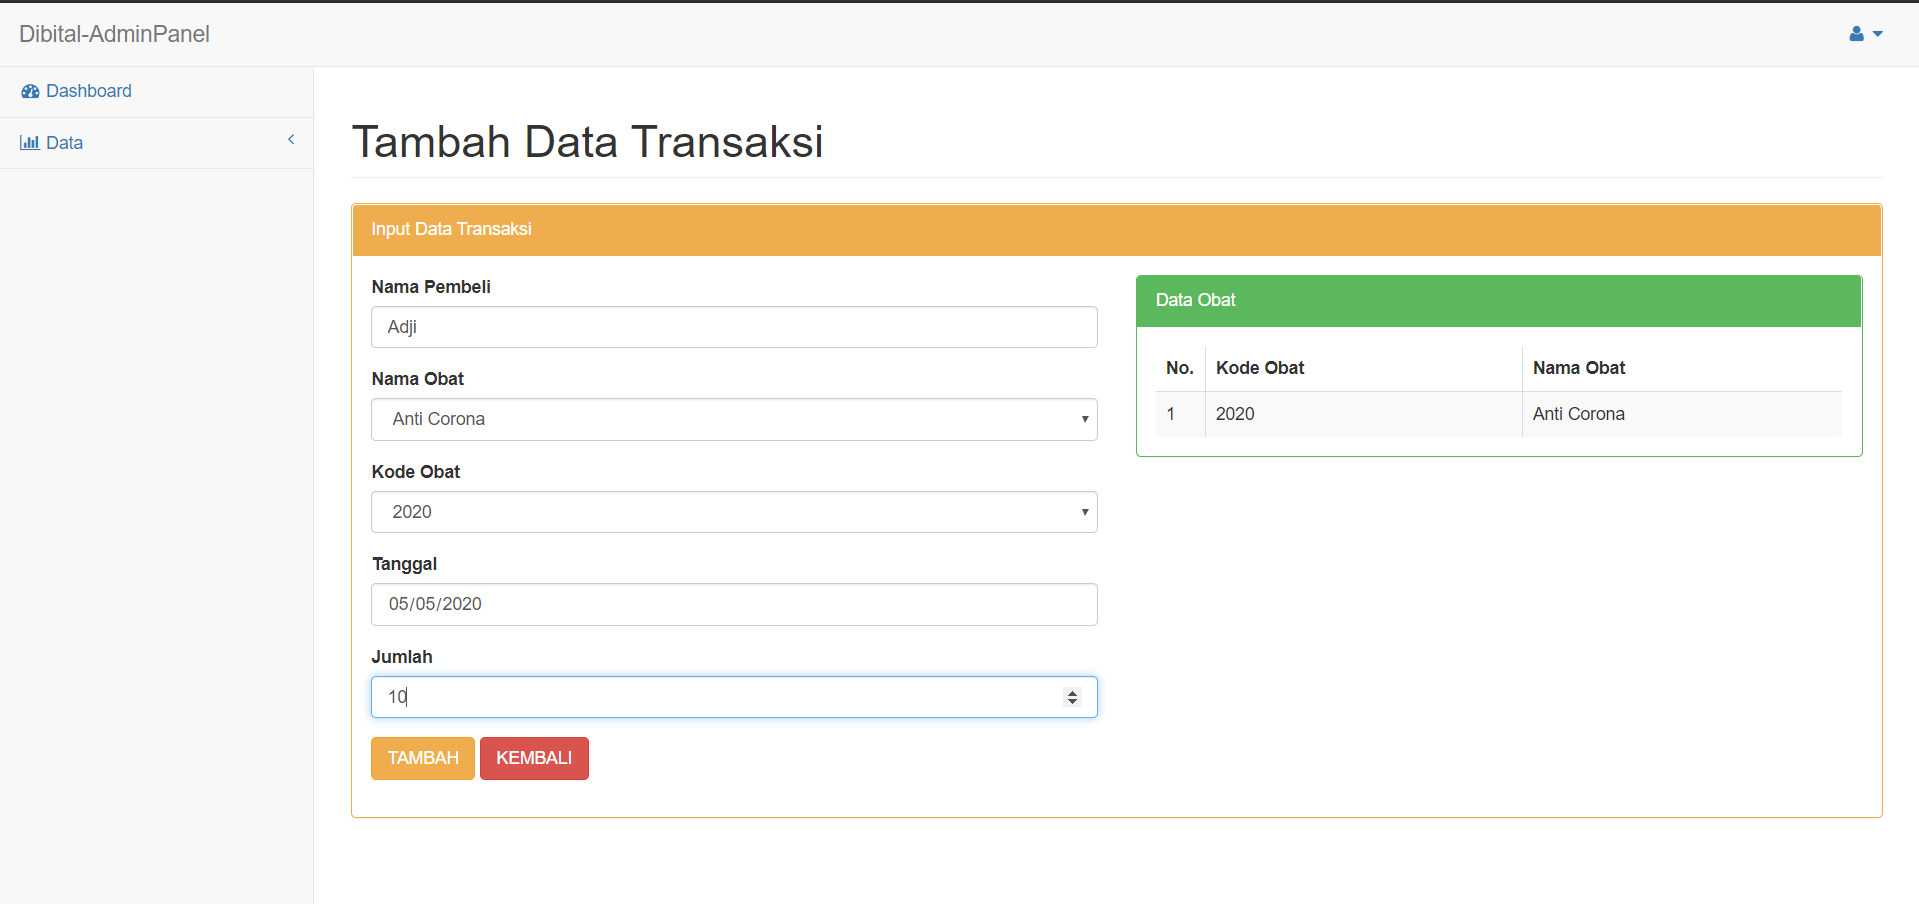 Dibital-AdminPanel
Dashboard
Data
Tambah Data Transaksi
Input Data Transaksi
Nama Pembeli
Adji
Nama Obat
Anti Corona
Kode Obat
2020
Tanggal
05/05/2020
Jumlah
10
TAMBAH KEMBALI
Data Obat
No. Kode Obat Nama Obat
1 2020 Anti Corona